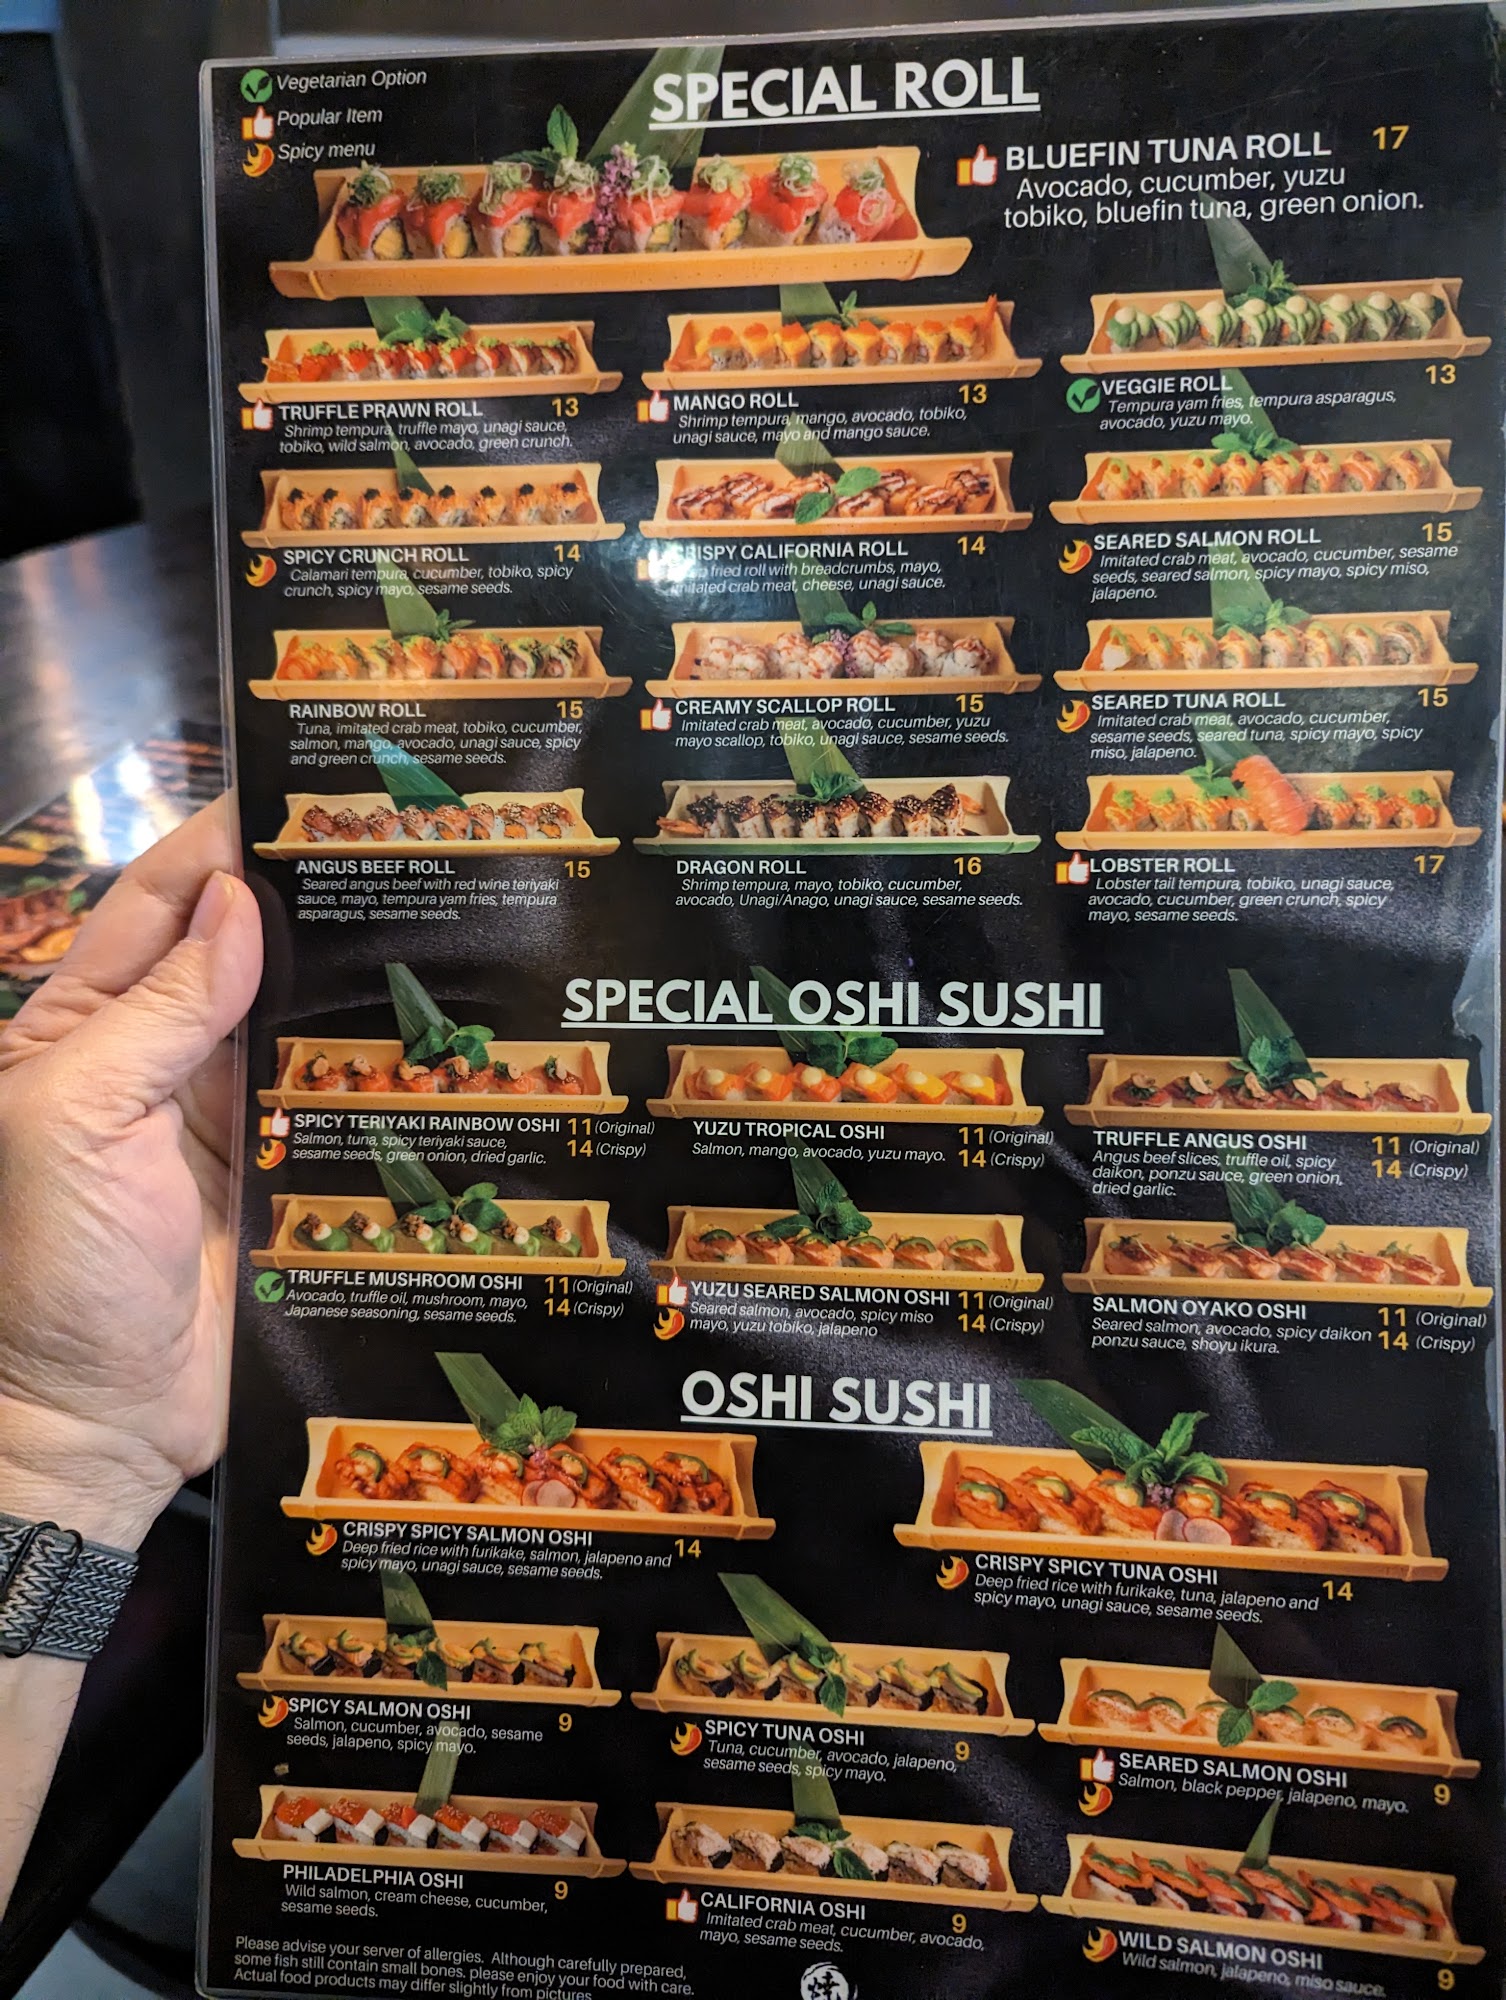 Vegetarian Option
Popular Item
Spicy menu
SPECIAL ROLL
BLUEFIN TUNA ROLL 17
Avocado, cucumber, yuzu
tobiko, bluefin tuna, green onion.
TRUFFLE PRAWN ROLL 13
Shrimp tempura, truffle mayo, unagi sauce,
tobiko, wild salmon, avocado, green crunch.
MANGO ROLL 13
Shrimp tempura, mango, avocado, tobiko,
unagi sauce, mayo and mango sauce.
VEGGIE ROLL 13
Tempura yam fries, tempura asparagus,
avocado, yuzu mayo.
SPICY CRUNCH ROLL 14
Calamari tempura, cucumber, tobiko, spicy
crunch, spicy mayo, sesame seeds.
CRISPY CALIFORNIA ROLL 14
fried roll with breadcrumbs, mayo,
imitated crab meat, cheese, unagi sauce.
SEARED SALMON ROLL 15
Imitated crab meat, avocado, cucumber, sesame
seeds, seared salmon, spicy mayo, spicy miso,
jalapeno.
RAINBOW ROLL 15
Tuna, imitated crab meat, tobiko, cucumber,
salmon, mango, avocado, unagi sauce, spicy
and green crunch, sesame seeds.
CREAMY SCALLOP ROLL 15
Imitated crab meat, avocado, cucumber, yuzu
mayo scallop, tobiko, unagi sauce, sesame seeds.
SEARED TUNA ROLL 15
Imitated crab meat, avocado, cucumber,
sesame seeds, seared tuna, spicy mayo, spicy
miso, jalapeno.
ANGUS BEEF ROLL 15
Seared angus beef with red wine teriyaki
sauce, mayo, tempura yam fries, tempura
asparagus, sesame seeds.
DRAGON ROLL 16
Shrimp tempura, mayo, tobiko, cucumber,
avocado, Unagi/Anago, unagi sauce, sesame seeds.
LOBSTER ROLL 17
Lobster tail tempura, tobiko, unagi sauce,
avocado, cucumber, green crunch, spicy
mayo, sesame seeds.
SPECIAL OSHI SUSHI
SPICY TERIYAKI RAINBOW OSHI 11 (Original)
Salmon, tuna, spicy teriyaki sauce, 14 (Crispy)
sesame seeds, green onion, dried garlic.
YUZU TROPICAL OSHI 11 (Original)
Salmon, mango, avocado, yuzu mayo. 14 (Crispy)
TRUFFLE ANGUS OSHI 11 (Original)
Angus beef slices, truffle oil, spicy 14 (Crispy)
daikon, ponzu sauce, green onion,
dried garlic.
TRUFFLE MUSHROOM OSHI 11 (Original)
Avocado, truffle oil, mushroom, mayo, 14 (Crispy)
Japanese seasoning, sesame seeds.
YUZU SEARED SALMON OSHI 11 (Original)
Seared salmon, avocado, spicy miso 14 (Crispy)
mayo, yuzu tobiko, jalapeno
SALMON OYAKO OSHI 11 (Original)
Seared salmon, avocado, spicy daikon 14 (Crispy)
ponzu sauce, shoyu ikura.
OSHI SUSHI
CRISPY SPICY SALMON OSHI 14
Deep fried rice with furikake, salmon, jalapeno and
spicy mayo, unagi sauce, sesame seeds.
CRISPY SPICY TUNA OSHI 14
Deep fried rice with furikake, tuna, jalapeno and
spicy mayo, unagi sauce, sesame seeds.
SPICY SALMON OSHI 9
Salmon, cucumber, avocado, sesame
seeds, jalapeno, spicy mayo.
SPICY TUNA OSHI 9
Tuna, cucumber, avocado, jalapeno,
sesame seeds, spicy mayo.
SEARED SALMON OSHI 9
Salmon, black pepper, jalapeno, mayo.
PHILADELPHIA OSHI 9
Wild salmon, cream cheese, cucumber,
sesame seeds.
CALIFORNIA OSHI 9
Imitated crab meat, cucumber, avocado,
mayo, sesame seeds.
WILD SALMON OSHI 9
Wild salmon, jalapeno, miso sauce.
Please advise your server of allergies. Although carefully prepared,
some fish still contain small bones. please enjoy your food with care.
Actual food products may differ slightly from pictures
味